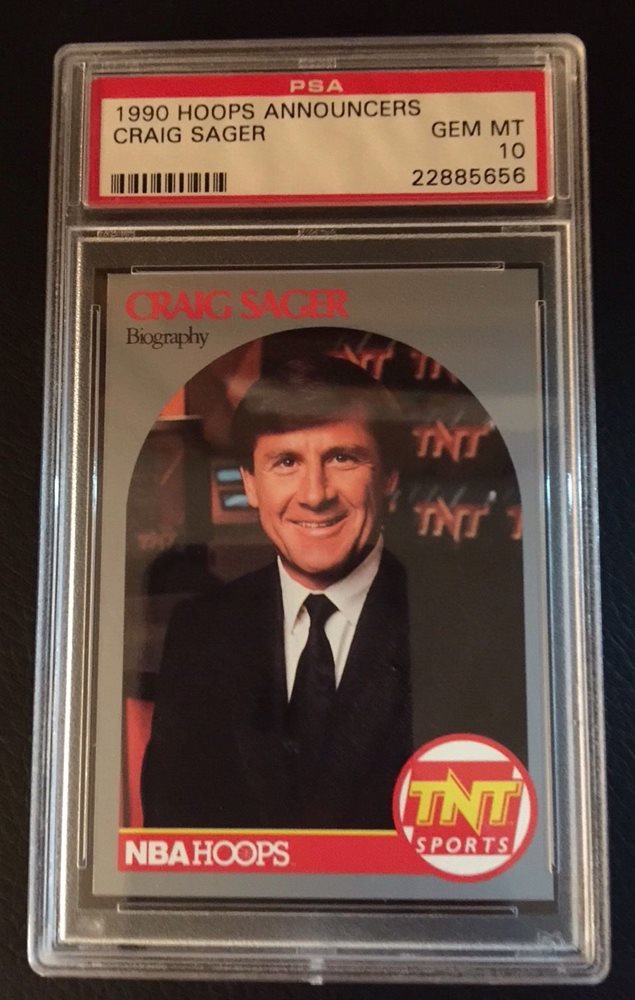 PSA
1990 HOOPS ANNOUNCERS
CRAIG SAGER GEM MT
10
22885656
CRAIG SAGER
Biography
TNT
TNT
TNT
TNT
TNT
SPORTS
NBA HOOPS